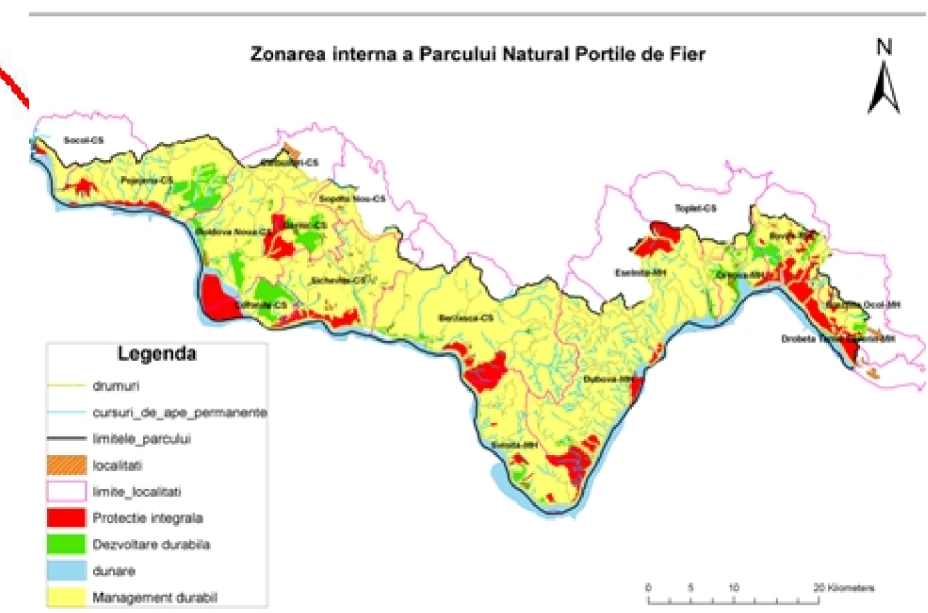 Zonarea interna a Parcului Natural Portile de Fier
N
Socol-CS
Pojejena-CS
Sopotu Nou-CS
Toplet-CS
Moldova Noua-CS
Eselnita-MH
Orsova-MH
Sichevita-CS
Coronini-CS
Berzasca-CS
Dubova-MH
Svinita-MH
Legenda
drumuri
cursuri_de_ape_permanente
limitele_parcului
localitati
limite_localitati
Protectie integrala
Dezvoltare durabila
dunare
Management durabil
0 5 10 20 Kilometers